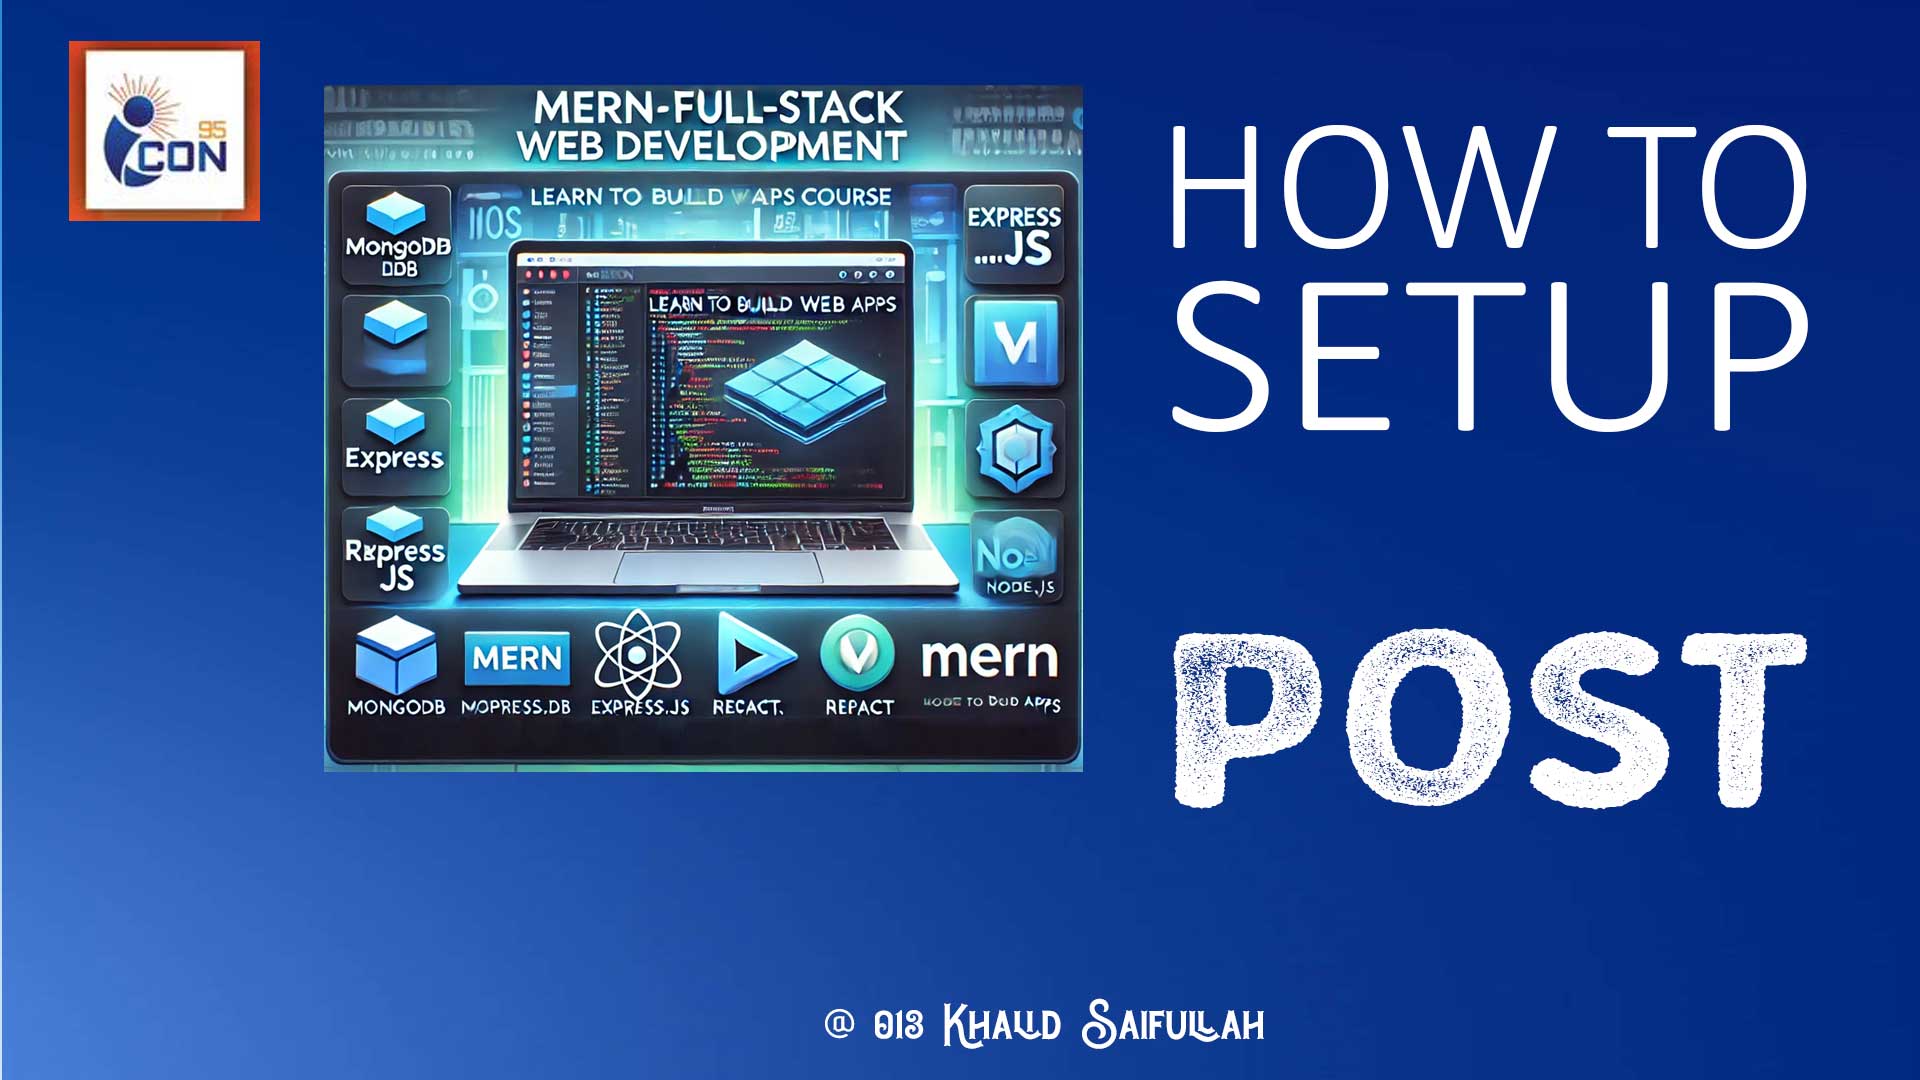 95
CON
MERN-FULL-STACK
WEB DEVELOPMENT
LEARN TO BUILD WAPS COURSE
IIOS
MongoDB
DDB
EXPRESS
....JS
LEARN TO BUILD WEB APPS
Express
Rxpress
JS
NODE.JS
MERN
mern
MONGODB
MOPRESS.DB
EXPRESS.JS
RECACT.
REPACT
HOW TO
SETUP
POST
@ 013 Khalid Saifullah